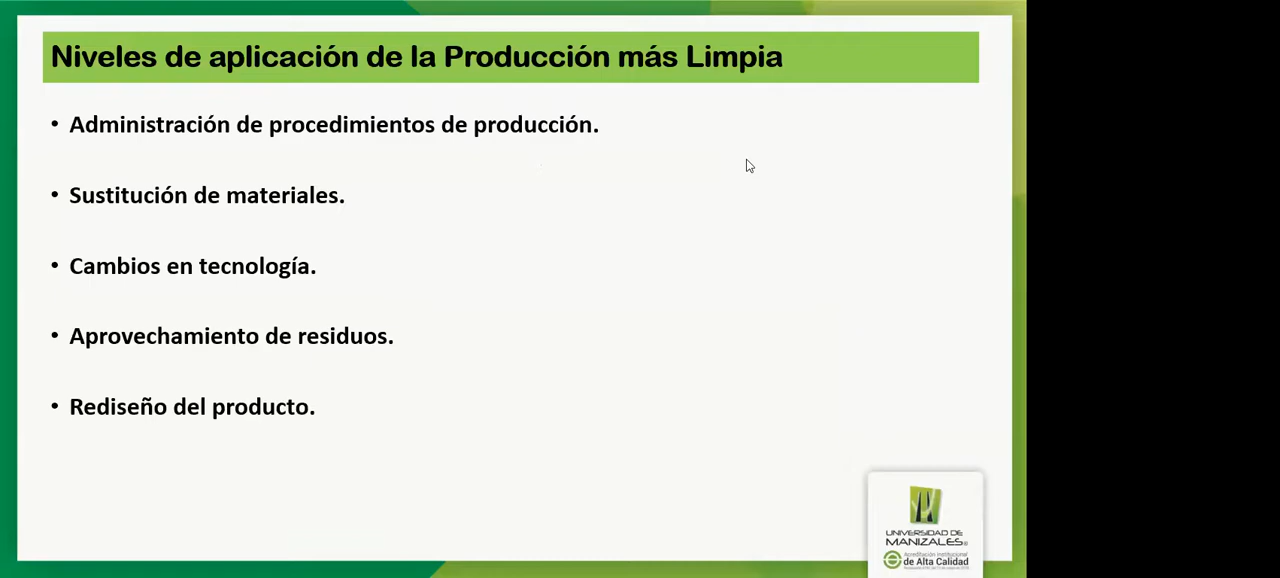 Niveles de aplicación de la Producción más Limpia
• Administración de procedimientos de producción.
• Sustitución de materiales.
• Cambios en tecnología.
• Aprovechamiento de residuos.
• Rediseño del producto.
UNIVERSIDAD DE
MANIZALES
Acreditación Institucional
de Alta Calidad